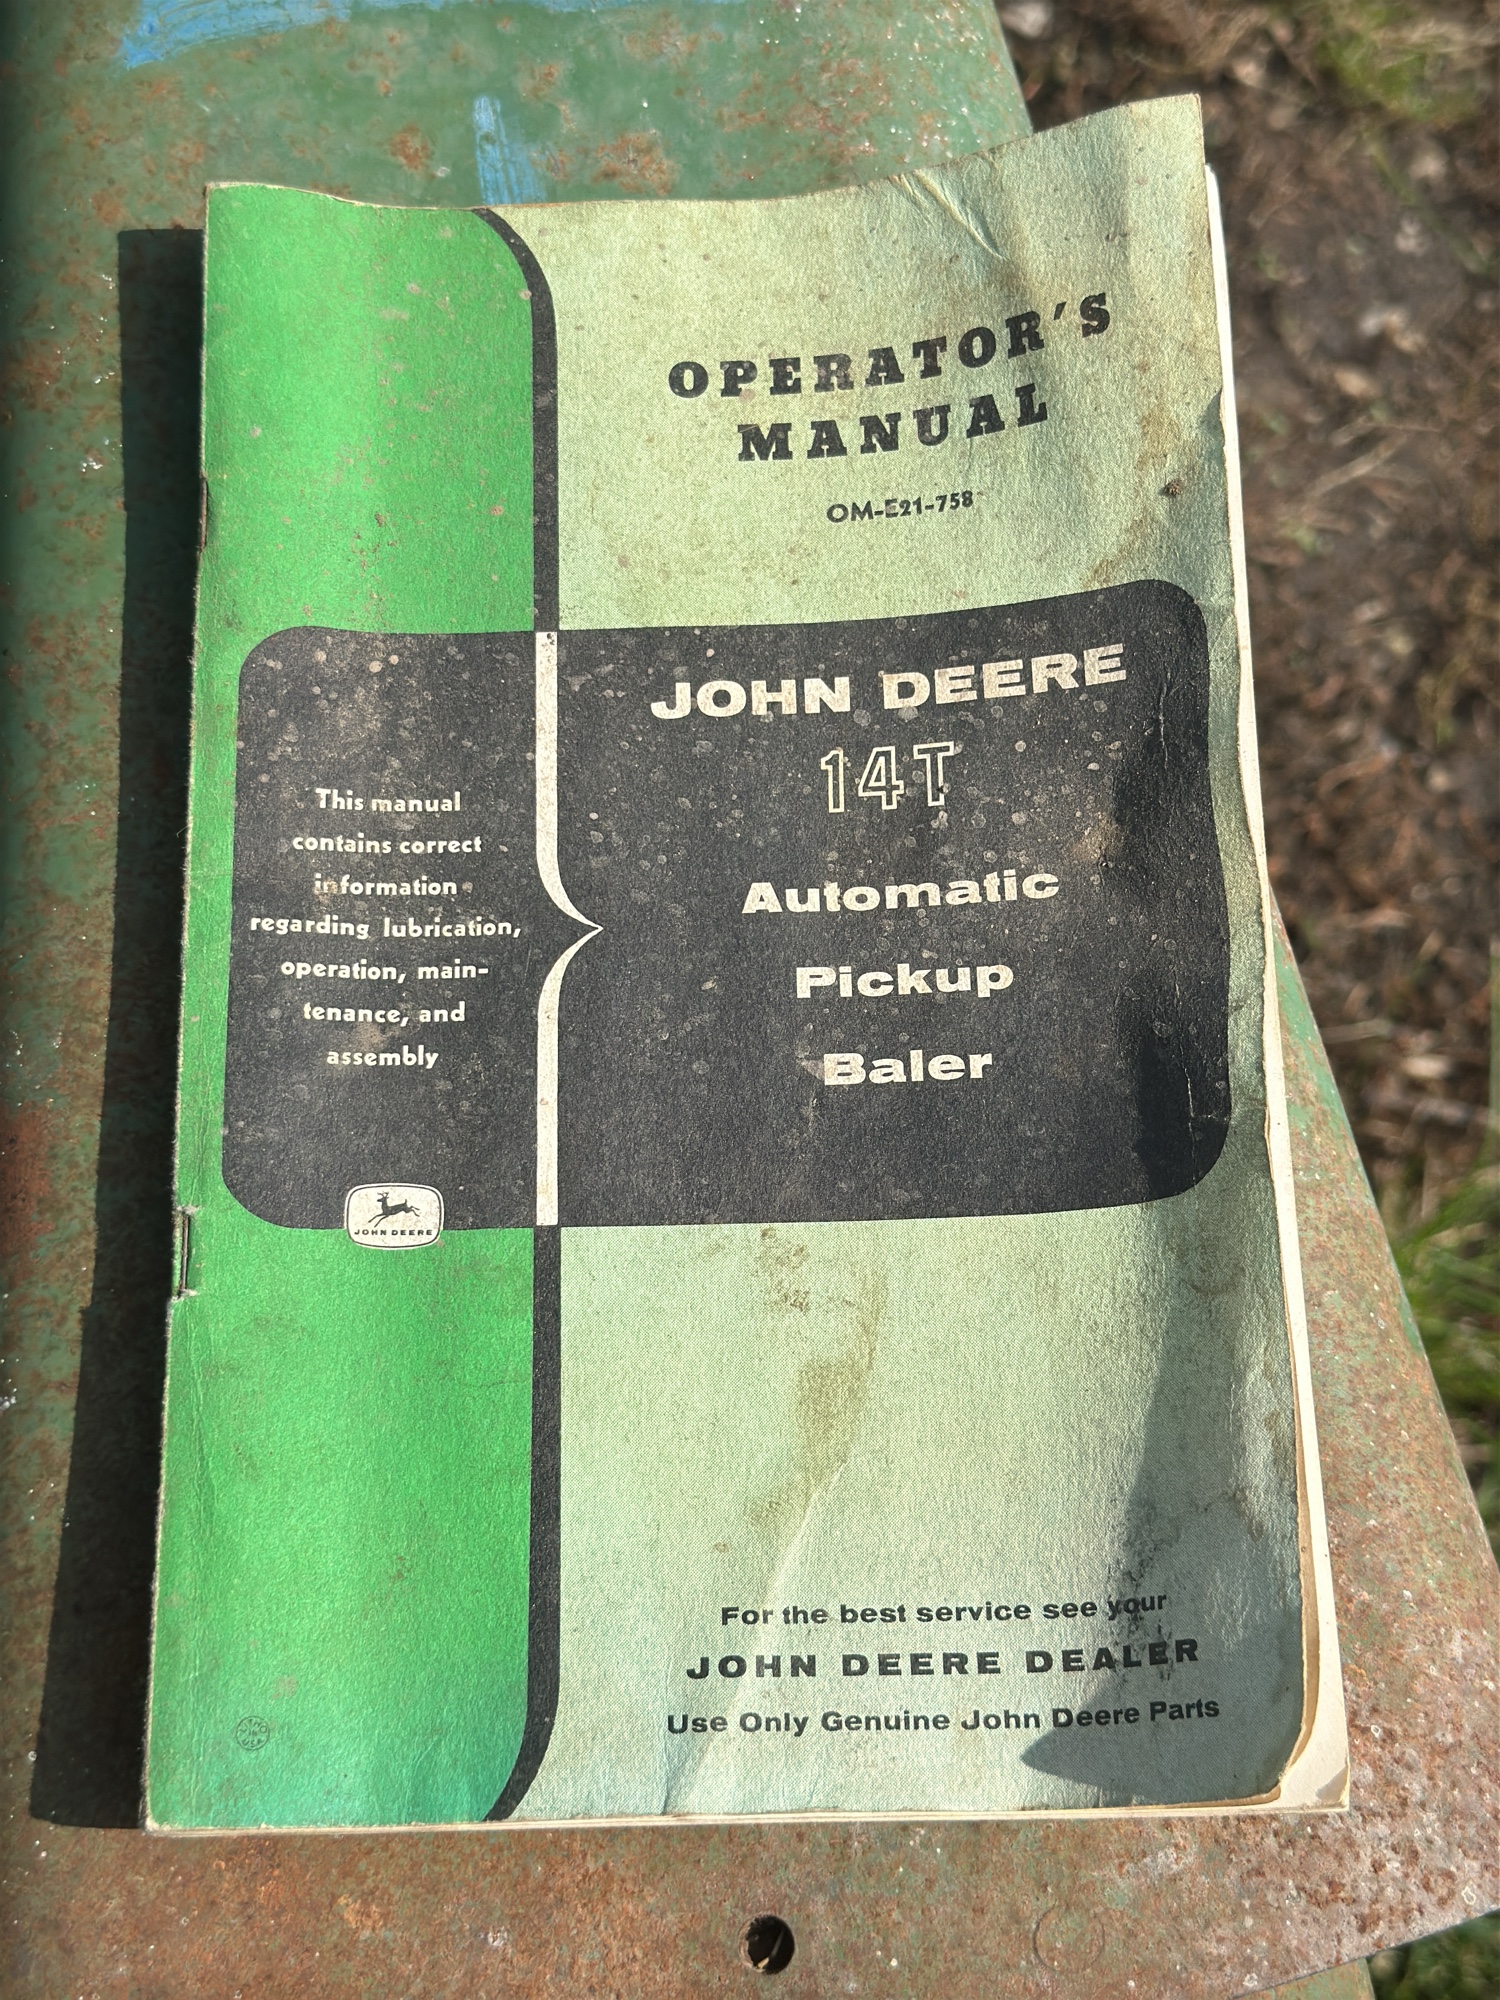 OPERATOR'S
MANUAL
OM-E21-758
JOHN DEERE
14T
Automatic
Pickup
Baler
This manual
contains correct
information
regarding lubrication,
operation, main-
tenance, and
assembly
JOHN DEERE
For the best service see your
JOHN DEERE DEALER
Use Only Genuine John Deere Parts